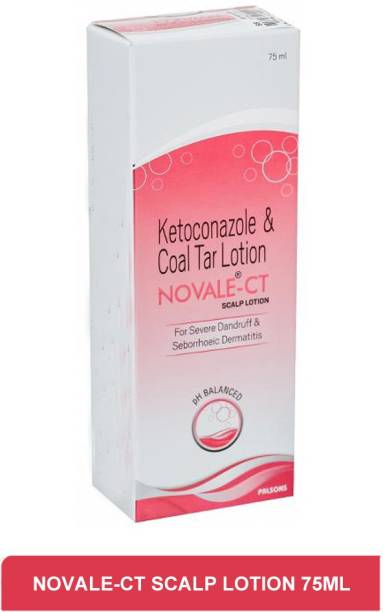 75 ml
Ketoconazole &
Coal Tar Lotion
NOVALE-CT®
SCALP LOTION
For Severe Dandruff &
Seborrhoeic Dermatitis
pH BALANCED
PALSONS
NOVALE-CT SCALP LOTION 75ML